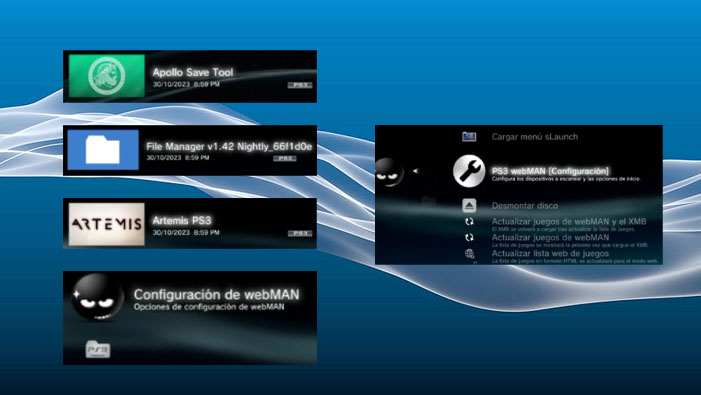 Apollo Save Tool
30/10/2023 8:59 PM
PS3
File Manager v1.42 Nightly_66f1d0e
30/10/2023 8:59 PM
PS3
ARTEMIS
Artemis PS3
30/10/2023 8:59 PM
PS3
Configuración de webMAN
Opciones de configuración de webMAN
PS3
Cargar menú sLaunch
PS3 webMAN [Configuración]
Configura los dispositivos a escanear y las opciones de inicio.
Desmontar disco
Actualizar juegos de webMAN y el XMB
El XMB se volverá a cargar tras actualizar la lista de juegos.
Actualizar juegos de webMAN
La lista de juegos se mostrará la próxima vez que cargue el XMB.
Actualizar lista web de juegos
La lista de juegos en formato HTML se actualizará para el modo web